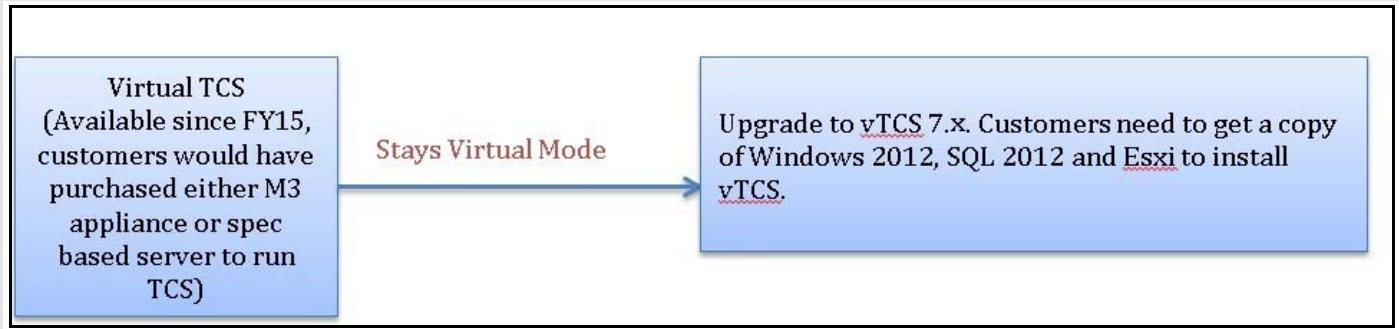 Virtual TCS
(Available since FY15,
customers would have
purchased either M3
appliance or spec
based server to run
TCS)
Stays Virtual Mode
Upgrade to vTCS 7.x. Customers need to get a copy
of Windows 2012, SQL 2012 and Esxi to install
vTCS.